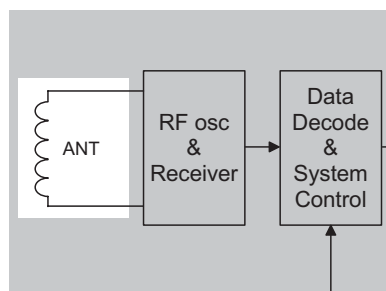 ANT
RF osc
&
Receiver
Data
Decode
&
System
Control